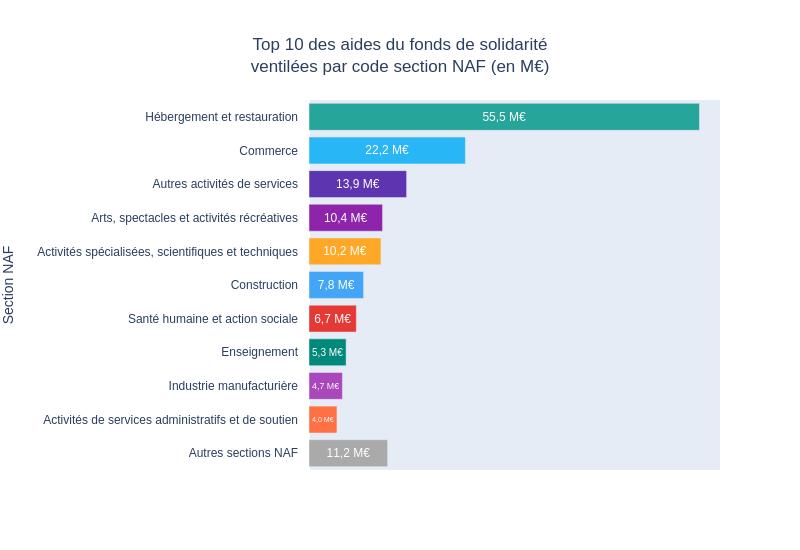 Top 10 des aides du fonds de solidarité
ventilées par code section NAF (en M€)
Section NAF
Hébergement et restauration 55,5 M€
Commerce 22,2 M€
Autres activités de services 13,9 M€
Arts, spectacles et activités récréatives 10,4 M€
Activités spécialisées, scientifiques et techniques 10,2 M€
Construction 7,8 M€
Santé humaine et action sociale 6,7 M€
Enseignement 5,3 M€
Industrie manufacturière 4,7 M€
Activités de services administratifs et de soutien 4,0 M€
Autres sections NAF 11,2 M€